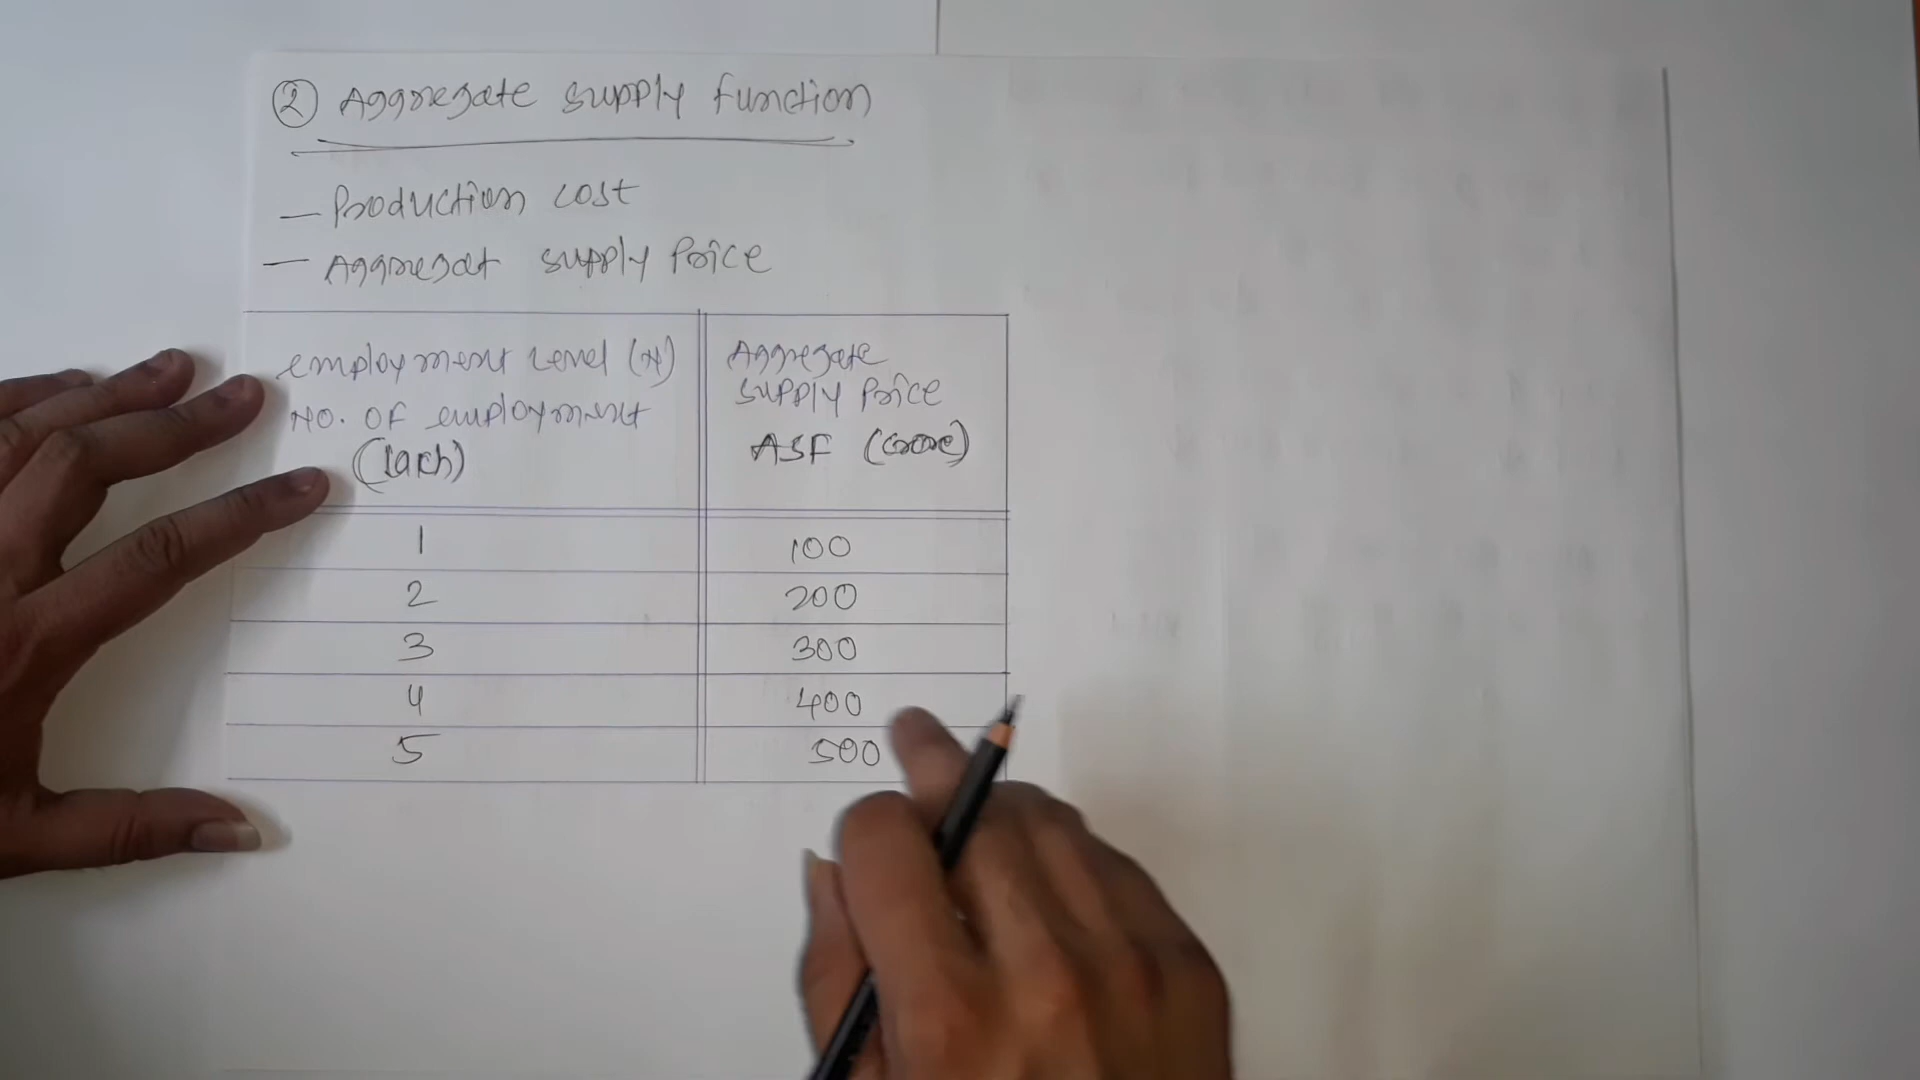 ② Aggregate supply function
— Production cost
— Aggregat supply Price
employment Level (N)
No. OF employment
(lakh)
Aggregate
supply Price
ASF (crore)
1 100
2 200
3 300
4 400
5 500